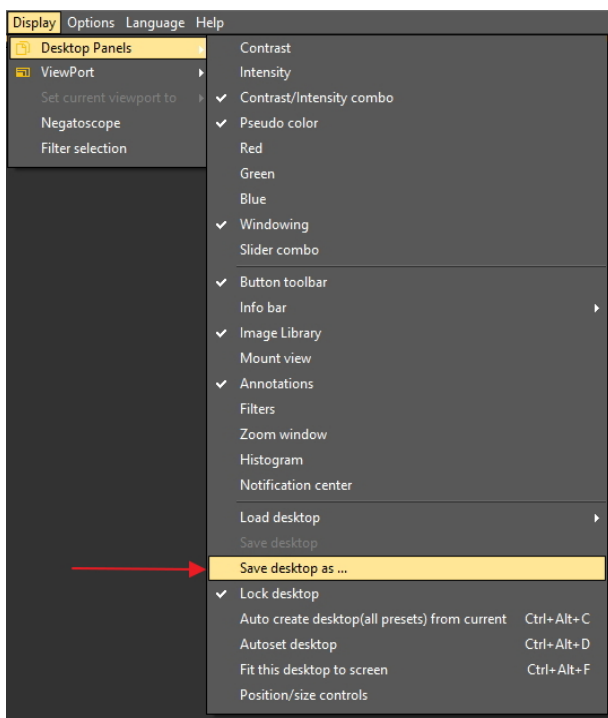 Display Options Language Help
Desktop Panels
ViewPort
Set current viewport to
Negatoscope
Filter selection
Contrast
Intensity
Contrast/Intensity combo
Pseudo color
Red
Green
Blue
Windowing
Slider combo
Button toolbar
Info bar
Image Library
Mount view
Annotations
Filters
Zoom window
Histogram
Notification center
Load desktop
Save desktop
Save desktop as ...
Lock desktop
Auto create desktop(all presets) from current Ctrl+Alt+C
Autoset desktop Ctrl+Alt+D
Fit this desktop to screen Ctrl+Alt+F
Position/size controls